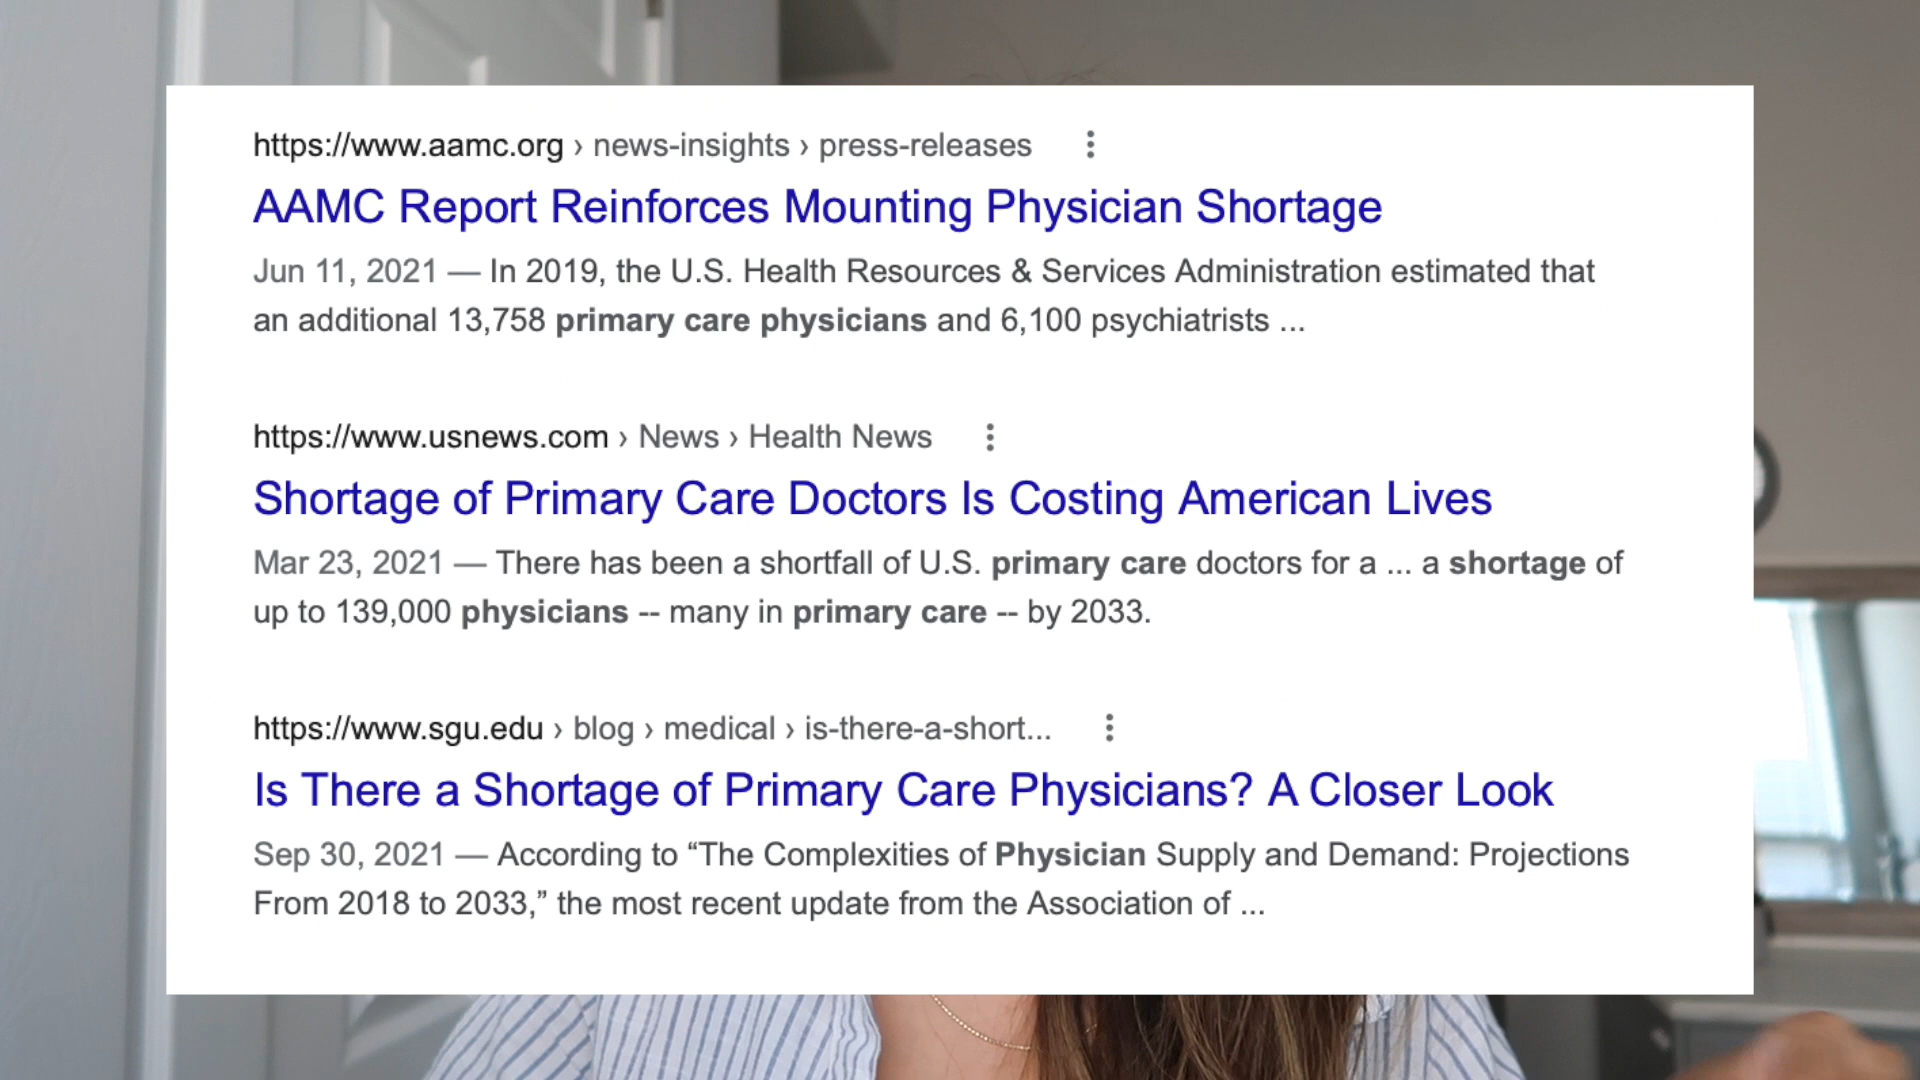 https://www.aamc.org › news-insights › press-releases
AAMC Report Reinforces Mounting Physician Shortage
Jun 11, 2021 — In 2019, the U.S. Health Resources & Services Administration estimated that
an additional 13,758 primary care physicians and 6,100 psychiatrists ...
https://www.usnews.com › News › Health News
Shortage of Primary Care Doctors Is Costing American Lives
Mar 23, 2021 — There has been a shortfall of U.S. primary care doctors for a ... a shortage of
up to 139,000 physicians -- many in primary care -- by 2033.
https://www.sgu.edu › blog › medical › is-there-a-short...
Is There a Shortage of Primary Care Physicians? A Closer Look
Sep 30, 2021 — According to “The Complexities of Physician Supply and Demand: Projections
From 2018 to 2033,” the most recent update from the Association of ...